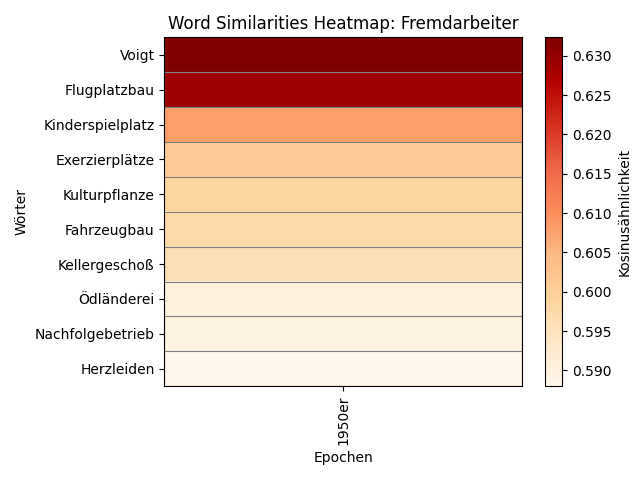 Word Similarities Heatmap: Fremdarbeiter
Voigt
Flugplatzbau
Kinderspielplatz
Exerzierplätze
Kulturpflanze
Fahrzeugbau
Kellergeschoß
Ödländerei
Nachfolgebetrieb
Herzleiden
Wörter
1950er
Epochen
0.630
0.625
0.620
0.615
0.610
0.605
0.600
0.595
0.590
Kosinusähnlichkeit